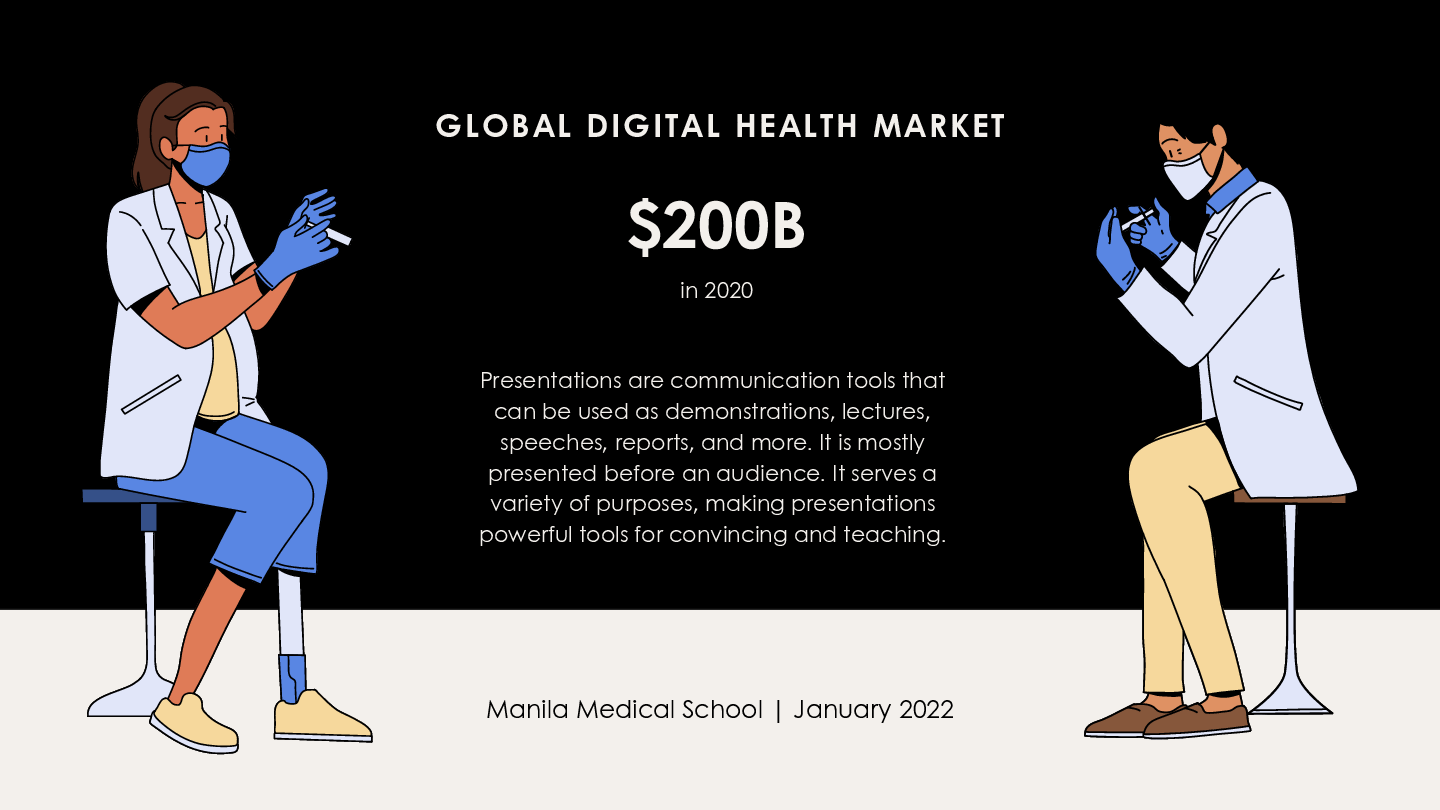 GLOBAL DIGITAL HEALTH MARKET
$200B
in 2020
Presentations are communication tools that
can be used as demonstrations, lectures,
speeches, reports, and more. It is mostly
presented before an audience. It serves a
variety of purposes, making presentations
powerful tools for convincing and teaching.
Manila Medical School | January 2022